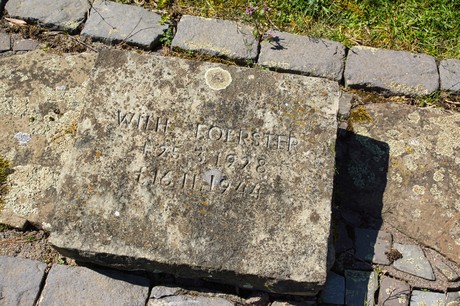 WILH. FOERSTER
* 25.3.1928
† 16.11.1944